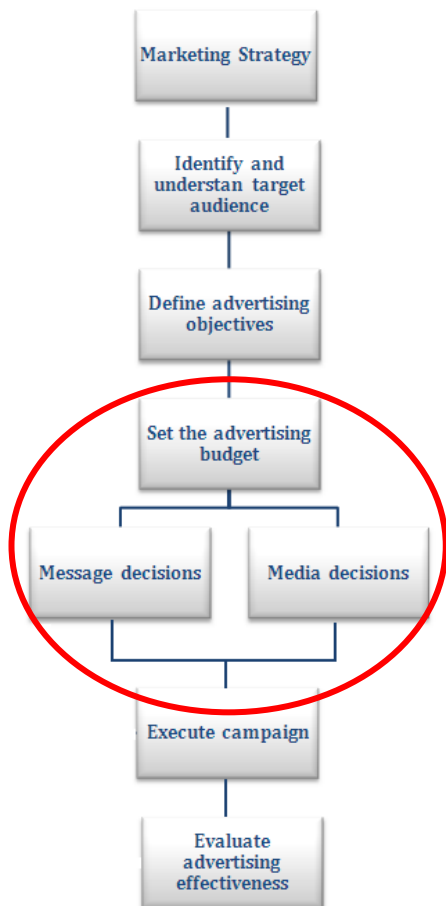 Marketing Strategy
Identify and
understan target
audience
Define advertising
objectives
Set the advertising
budget
Message decisions
Media decisions
Execute campaign
Evaluate
advertising
effectiveness